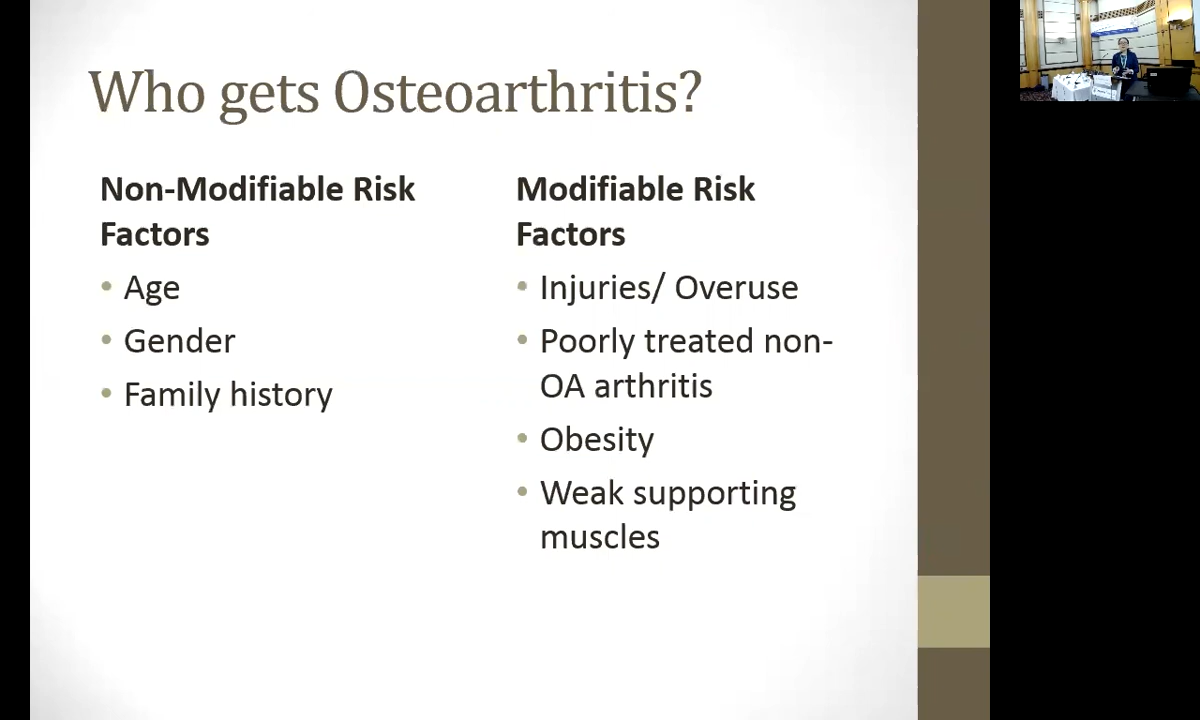 Who gets Osteoarthritis?
Non-Modifiable Risk
Factors
• Age
• Gender
• Family history
Modifiable Risk
Factors
• Injuries/ Overuse
• Poorly treated non-
OA arthritis
• Obesity
• Weak supporting
muscles